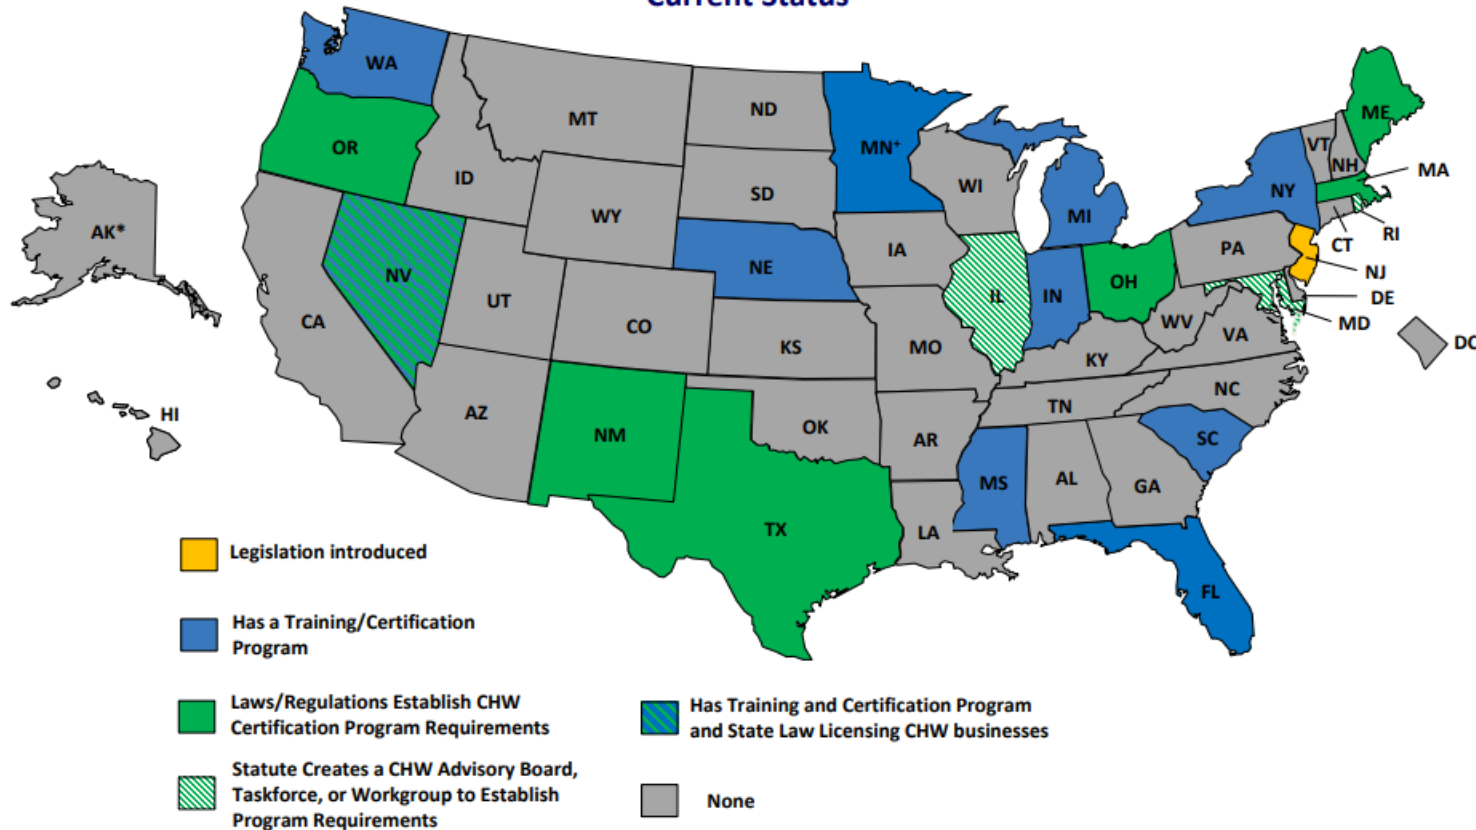 Current Status
WA
MT
ND
MN⁺
ME
OR
ID
SD
WI
VT
NH
MA
AK*
WY
MI
NY
RI
CT
NV
NE
IA
PA
NJ
UT
IL
IN
OH
DE
CA
CO
KS
MO
WV
MD
VA
DC
KY
HI
AZ
NM
OK
AR
TN
NC
SC
TX
MS
AL
GA
LA
FL
Legislation introduced
Has a Training/Certification
Program
Laws/Regulations Establish CHW
Certification Program Requirements
Has Training and Certification Program
and State Law Licensing CHW businesses
Statute Creates a CHW Advisory Board,
Taskforce, or Workgroup to Establish
Program Requirements
None